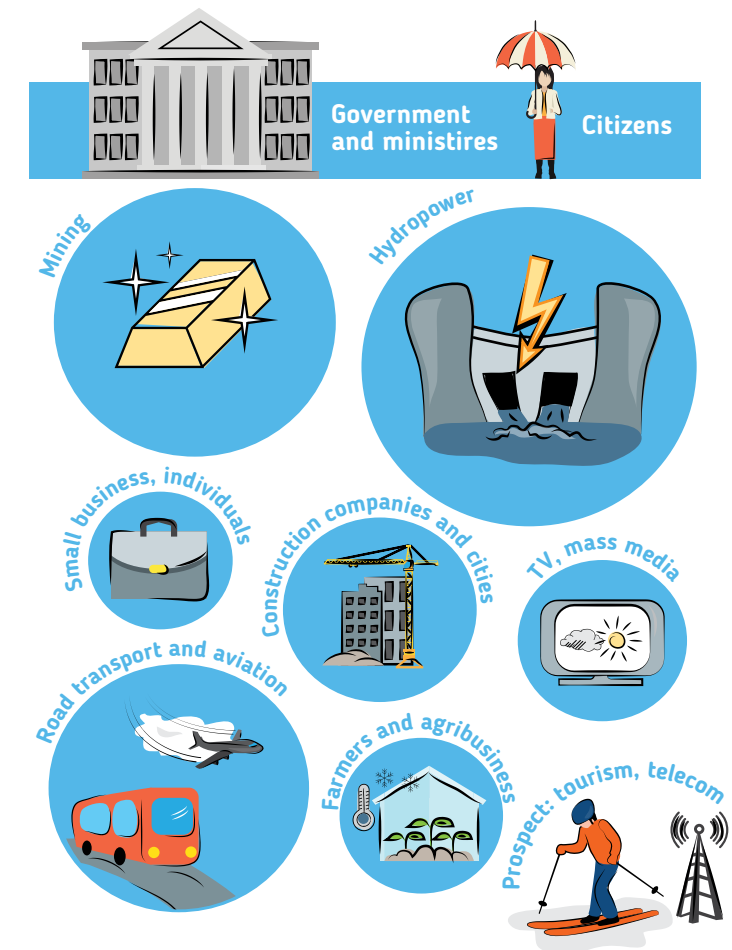 Government
and ministires
Citizens
Mining
Hydropower
Small business, individuals
Construction companies and cities
TV, mass media
Road transport and aviation
Farmers and agribusiness
Prospect: tourism, telecom